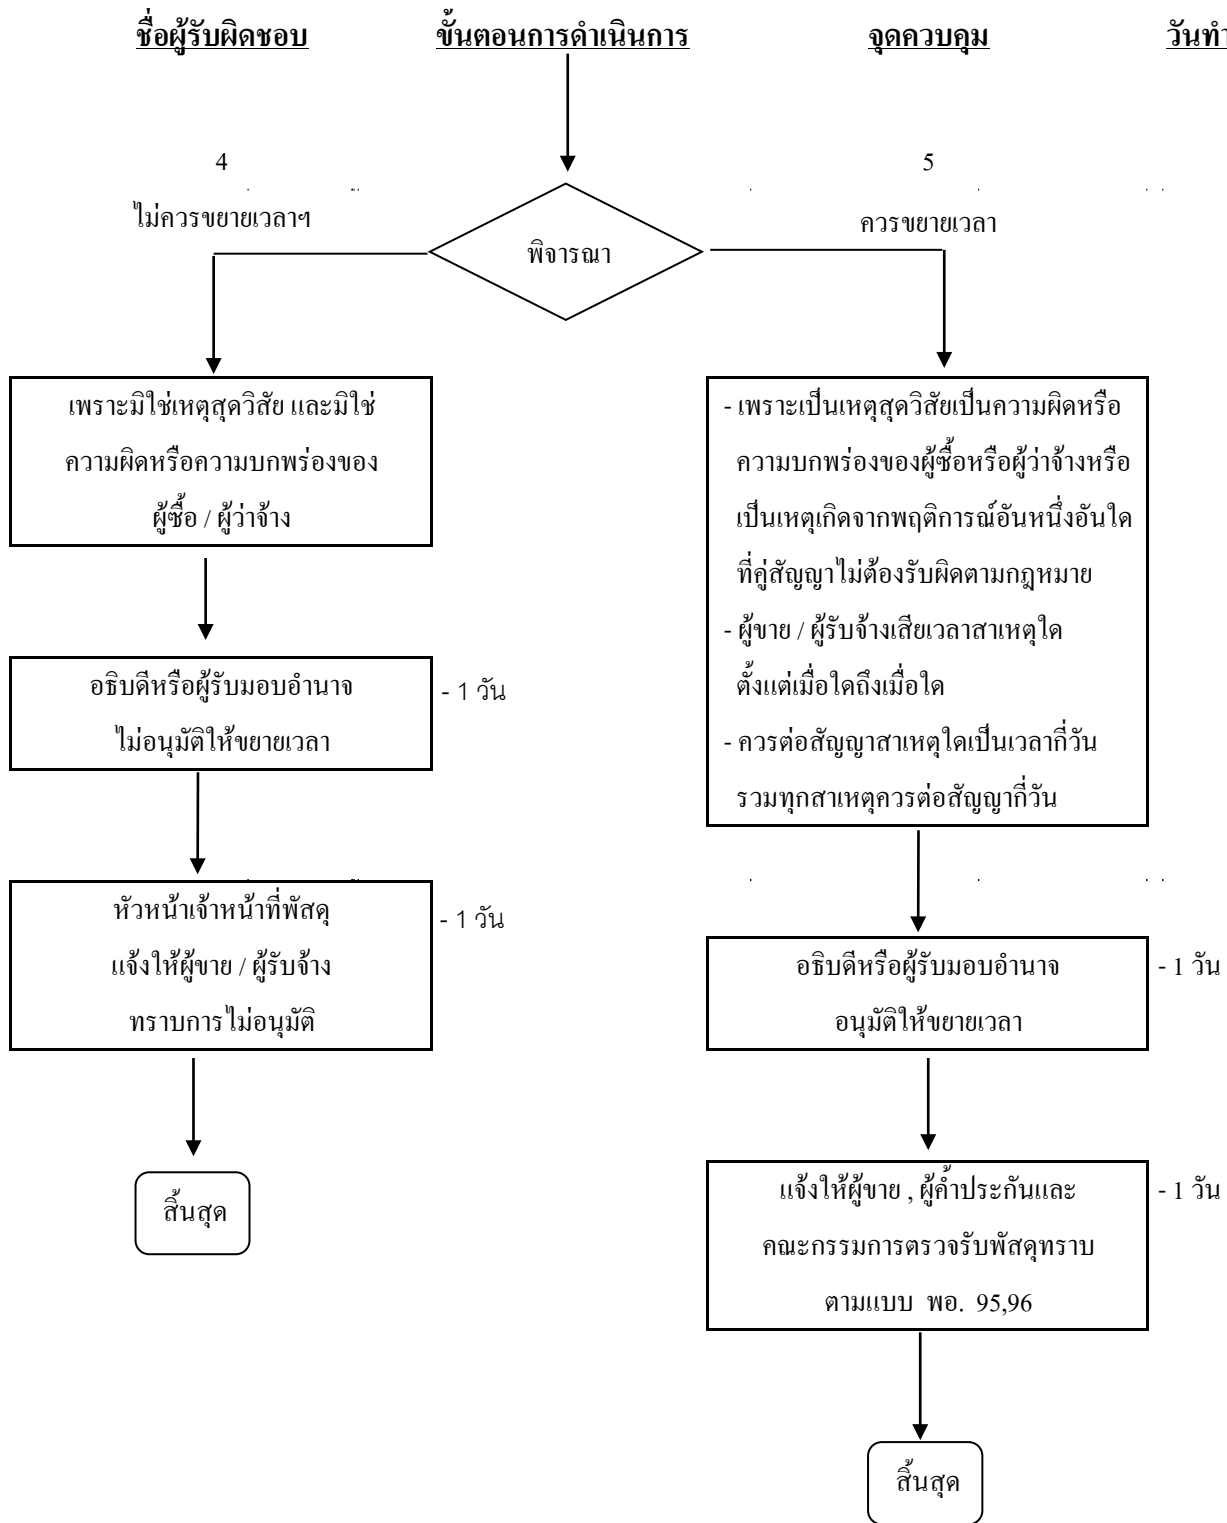 ชื่อผู้รับผิดชอบ ขั้นตอนการดำเนินการ จุดควบคุม วันทำ
4 5
ไม่ควรขยายเวลาฯ ควรขยายเวลา
พิจารณา
เพราะมิใช่เหตุสุดวิสัย และมิใช่
ความผิดหรือความบกพร่องของ
ผู้ซื้อ / ผู้ว่าจ้าง
อธิบดีหรือผู้รับมอบอำนาจ
ไม่อนุมัติให้ขยายเวลา
- 1 วัน
หัวหน้าเจ้าหน้าที่พัสดุ
แจ้งให้ผู้ขาย / ผู้รับจ้าง
ทราบการไม่อนุมัติ
- 1 วัน
สิ้นสุด
- เพราะเป็นเหตุสุดวิสัยเป็นความผิดหรือ
ความบกพร่องของผู้ซื้อหรือผู้ว่าจ้างหรือ
เป็นเหตุเกิดจากพฤติการณ์อันหนึ่งอันใด
ที่คู่สัญญาไม่ต้องรับผิดตามกฎหมาย
- ผู้ขาย / ผู้รับจ้างเสียเวลาสาเหตุใด
ตั้งแต่เมื่อใดถึงเมื่อใด
- ควรต่อสัญญาสาเหตุใดเป็นเวลากี่วัน
รวมทุกสาเหตุควรต่อสัญญากี่วัน
อธิบดีหรือผู้รับมอบอำนาจ
อนุมัติให้ขยายเวลา
- 1 วัน
แจ้งให้ผู้ขาย , ผู้ค้ำประกันและ
คณะกรรมการตรวจรับพัสดุทราบ
ตามแบบ พอ. 95,96
- 1 วัน
สิ้นสุด